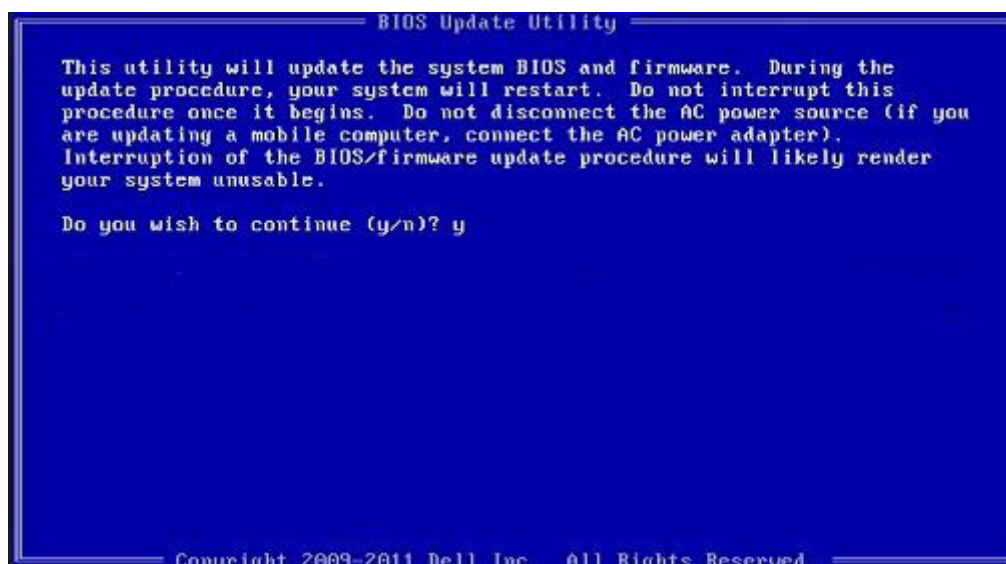 BIOS Update Utility
This utility will update the system BIOS and firmware. During the
update procedure, your system will restart. Do not interrupt this
procedure once it begins. Do not disconnect the AC power source (if you
are updating a mobile computer, connect the AC power adapter).
Interruption of the BIOS/firmware update procedure will likely render
your system unusable.
Do you wish to continue (y/n)? y
Copyright 2009-2011 Dell Inc. All Rights Reserved.